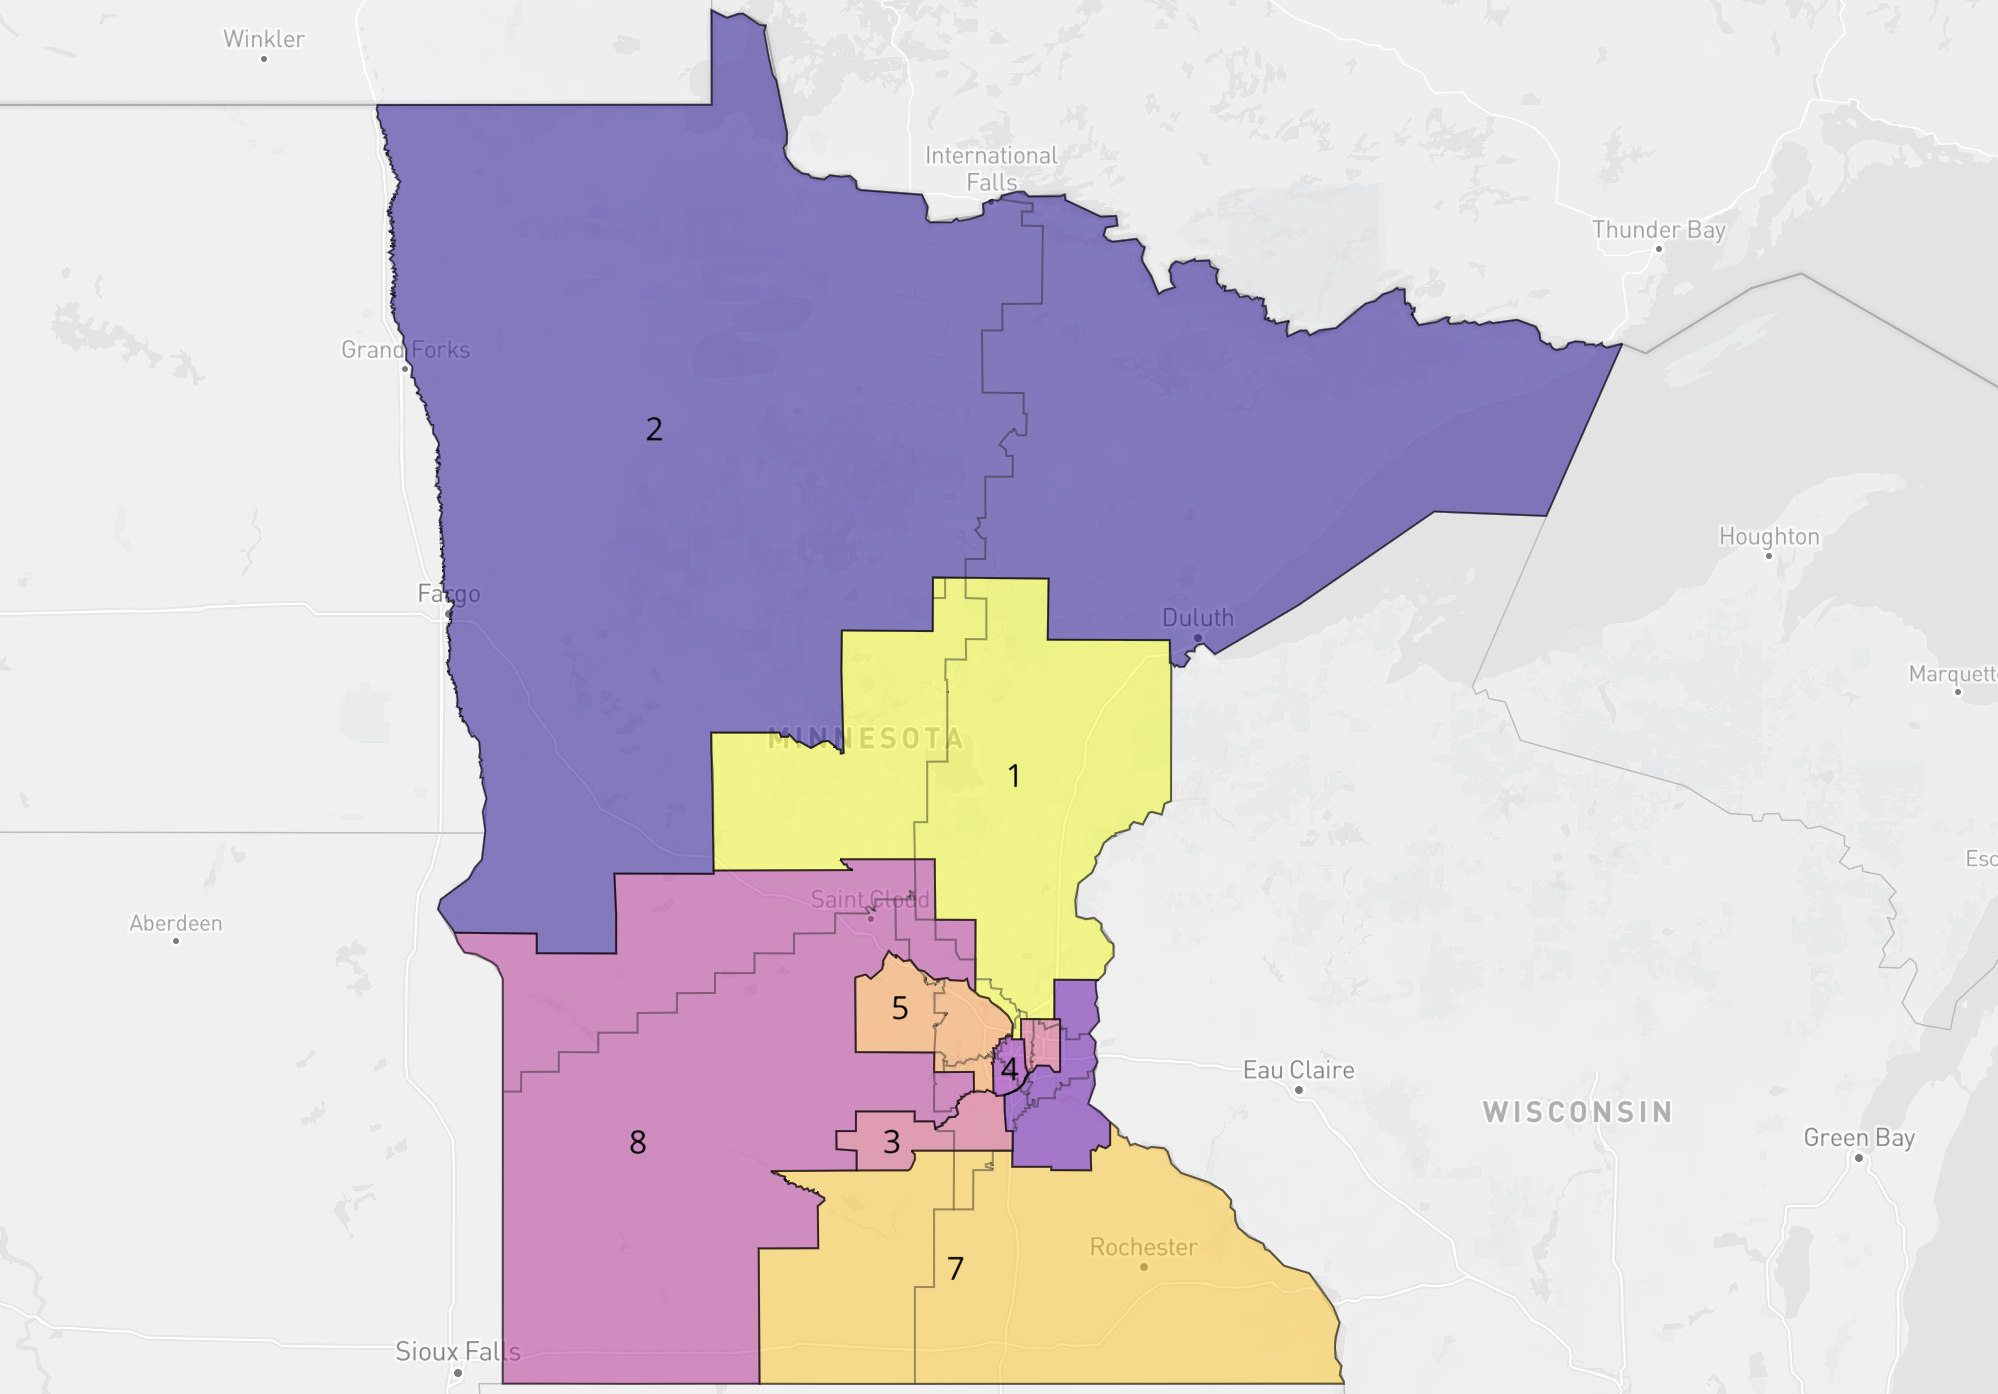 Winkler
International
Falls
Thunder Bay
Grand Forks
2
Houghton
Fargo
Duluth
Marquett
MINNESOTA
1
Esc
Saint Cloud
Aberdeen
5
4
Eau Claire
WISCONSIN
Green Bay
8
3
Rochester
7
Sioux Falls